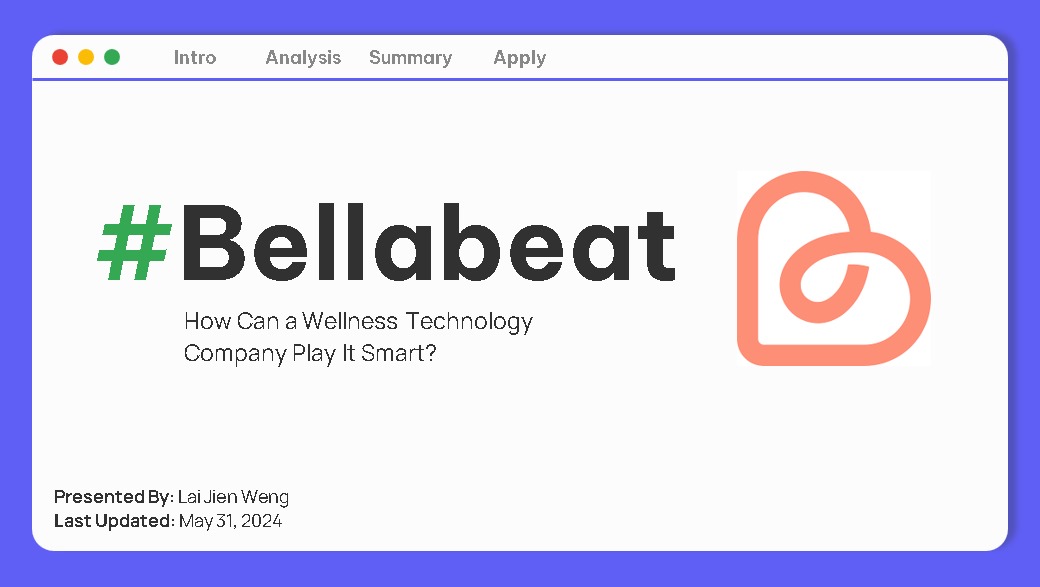 Intro Analysis Summary Apply
#Bellabeat
How Can a Wellness Technology
Company Play It Smart?
Presented By: Lai Jien Weng
Last Updated: May 31, 2024